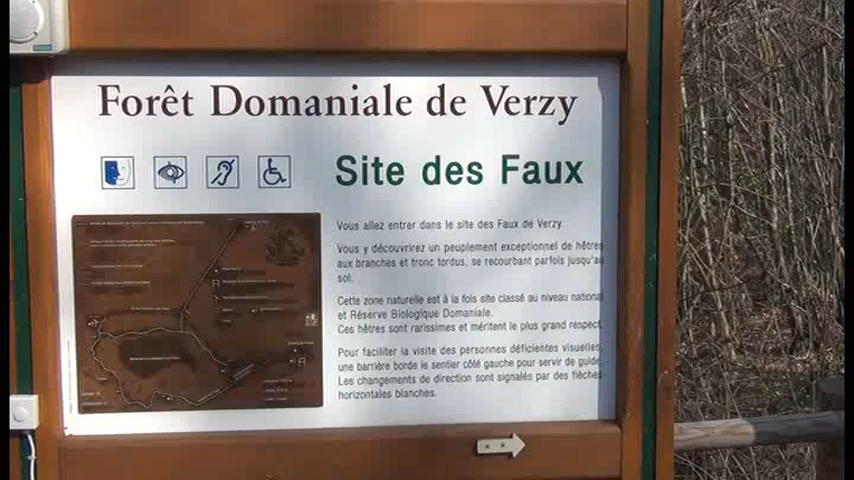 Forêt Domaniale de Verzy
Site des Faux
Vous allez entrer dans le site des Faux de Verzy.
Vous y découvrirez un peuplement exceptionnel de hêtres
aux branches et tronc tordus, se recourbant parfois jusqu'au
sol.
Cette zone naturelle est à la fois site classé au niveau national
et Réserve Biologique Domaniale.
Ces hêtres sont rarissimes et méritent le plus grand respect.
Pour faciliter la visite des personnes déficientes visuelles,
une barrière borde le sentier côté gauche pour servir de guide.
Les changements de direction sont signalés par des flèches
horizontales blanches.